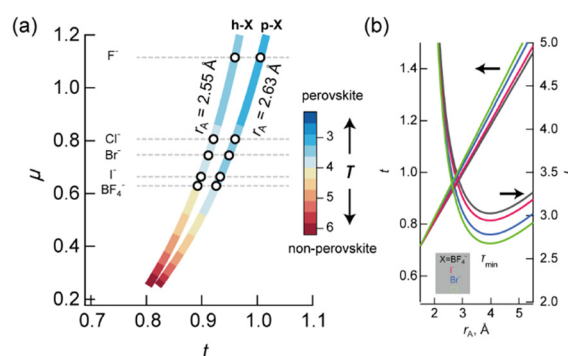 (a)
h-X p-X
1.2
F⁻
1.0
r_A = 2.55 Å
r_A = 2.63 Å
perovskite
Cl⁻
0.8
Br⁻
μ
I⁻
0.6
BF₄⁻
0.4
0.2
3
4
5
6
T
non-perovskite
0.7 0.8 0.9 1.0 1.1
t
(b)
1.4
1.2
t
1.0
0.8
0.6
5.0
4.5
4.0
3.5
3.0
2.5
2.0
τmin
X=BF₄⁻
I⁻
Br⁻
2 3 4 5
r_A, Å